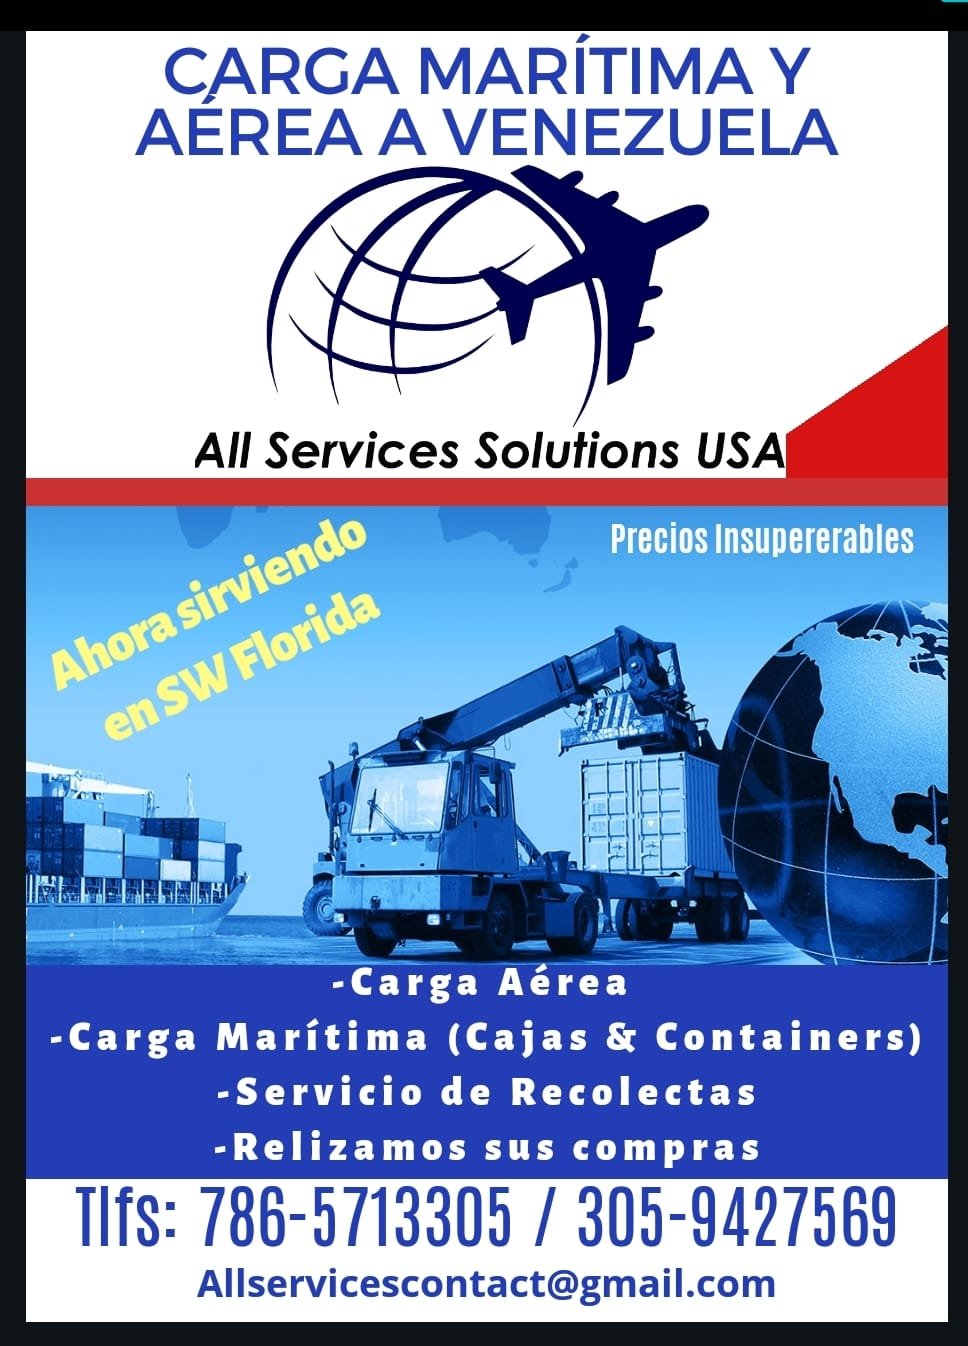 CARGA MARÍTIMA Y
AÉREA A VENEZUELA
All Services Solutions USA
Precios Insupererables
Ahora sirviendo
en SW Florida
-Carga Aérea
-Carga Marítima (Cajas & Containers)
-Servicio de Recolectas
-Relizamos sus compras
Tlfs: 786-5713305 / 305-9427569
Allservicescontact@gmail.com